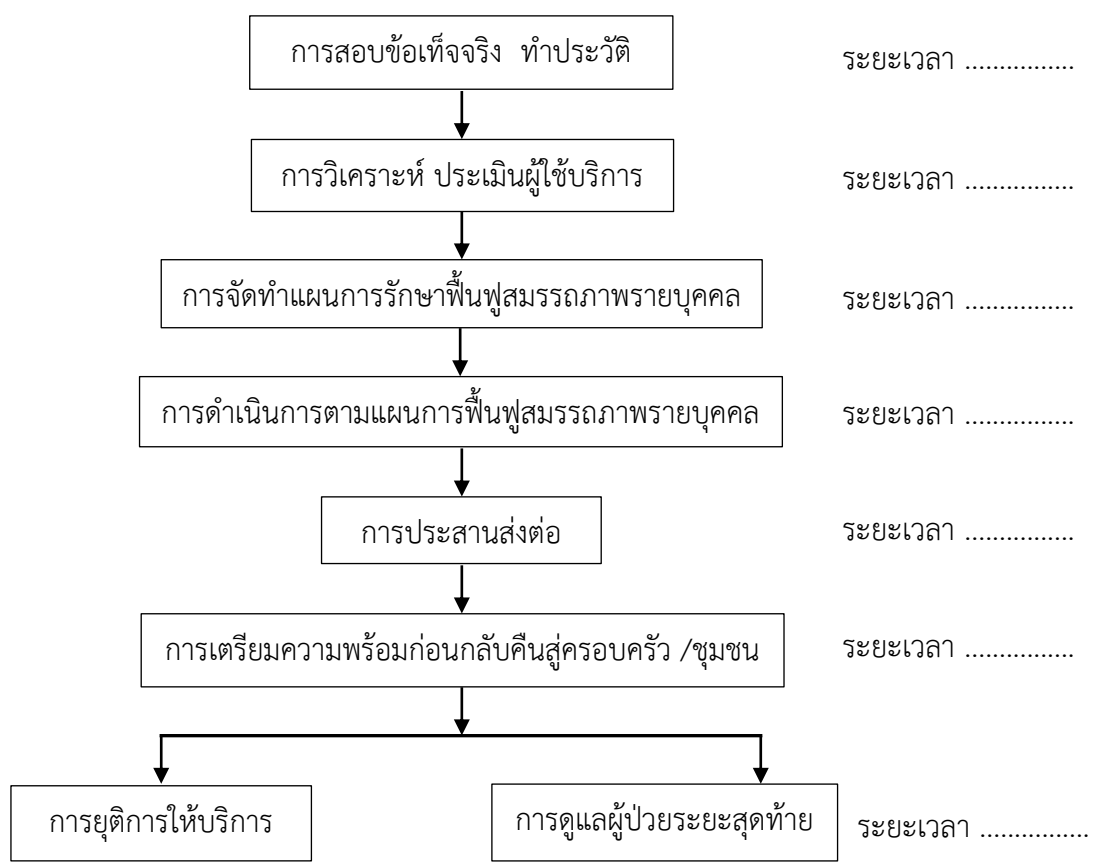 การสอบข้อเท็จจริง ทำประวัติ ระยะเวลา ................
การวิเคราะห์ ประเมินผู้ใช้บริการ ระยะเวลา ................
การจัดทำแผนการรักษาฟื้นฟูสมรรถภาพรายบุคคล ระยะเวลา ................
การดำเนินการตามแผนการฟื้นฟูสมรรถภาพรายบุคคล ระยะเวลา ................
การประสานส่งต่อ ระยะเวลา ................
การเตรียมความพร้อมก่อนกลับคืนสู่ครอบครัว /ชุมชน ระยะเวลา ................
การยุติการให้บริการ การดูแลผู้ป่วยระยะสุดท้าย ระยะเวลา ................